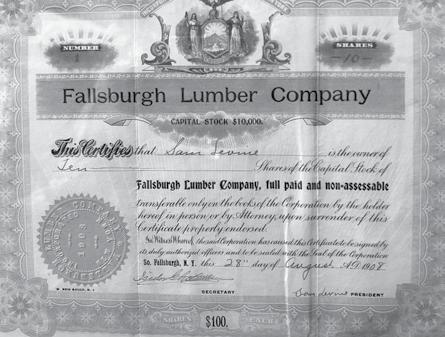 NUMBER
1
SHARES
-10-
Fallsburgh Lumber Company
CAPITAL STOCK $10,000.
This Certifies that Sam Levine is the owner of
Ten Shares of the Capital Stock of
Fallsburgh Lumber Company, full paid and non-assessable
transferable only on the books of the Corporation by the holder
hereof in person or by Attorney, upon surrender of this
Certificate properly endorsed.
In Witness Whereof, the said Corporation has caused this Certificate to be signed by
its duly authorized officers and to be sealed with the Seal of the Corporation
So. Fallsburgh, N. Y. this 28th day of August A.D. 1908
SECRETARY
Sam Levine PRESIDENT
SHARES $100. EACH